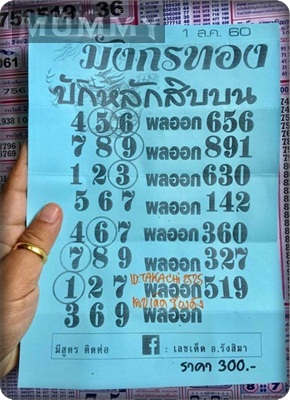 MUMMY
1 ส.ค. 60
มังกรทอง
ปักหลักสิบบน
4 5 6 ผลออก 656
7 8 9 ผลออก 891
1 2 3 ผลออก 630
5 6 7 ผลออก 142
4 6 7 ผลออก 360
7 8 9 ผลออก 327
ID:TAKACHI2525
1 2 7 ผลออก 519
3 6 9 ผลออก
มีสูตร ติดต่อ f : เลขเด็ด อ.รังสิมา
ราคา 300.-